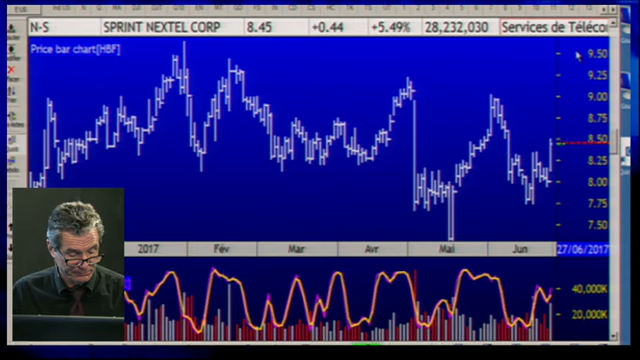 N-S SPRINT NEXTEL CORP 8.45 +0.44 +5.49% 28,232,030 Services de Téléco
Price bar chart[HBF]
9.50
9.25
9.00
8.75
8.50
8.25
8.00
7.75
7.50
2017 Fév Mar Avr Mai Jun 27/06/2017
40,000K
20,000K